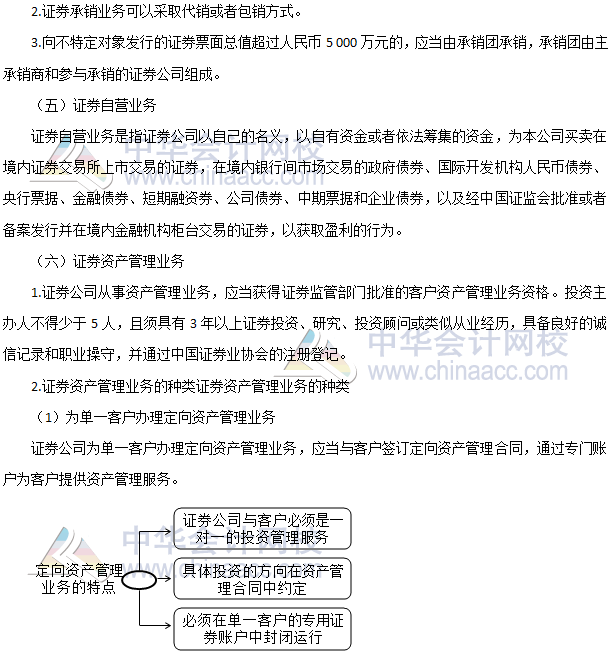 2.证券承销业务可以采取代销或者包销方式。
3.向不特定对象发行的证券票面总值超过人民币 5 000 万元的，应当由承销团承销，承销团由主
承销商和参与承销的证券公司组成。
（五）证券自营业务
证券自营业务是指证券公司以自己的名义，以自有资金或者依法筹集的资金，为本公司买卖在
境内证券交易所上市交易的证券，在境内银行间市场交易的政府债券、国际开发机构人民币债券、
央行票据、金融债券、短期融资券、公司债券、中期票据和企业债券，以及经中国证监会批准或者
备案发行并在境内金融机构柜台交易的证券，以获取盈利的行为。
（六）证券资产管理业务
1.证券公司从事资产管理业务，应当获得证券监管部门批准的客户资产管理业务资格。投资主
办人不得少于 5 人，且须具有 3 年以上证券投资、研究、投资顾问或类似从业经历，具备良好的诚
信记录和职业操守，并通过中国证券业协会的注册登记。
2.证券资产管理业务的种类证券资产管理业务的种类
（1）为单一客户办理定向资产管理业务
证券公司为单一客户办理定向资产管理业务，应当与客户签订定向资产管理合同，通过专门账
户为客户提供资产管理服务。
定向资产管理
业务的特点
证券公司与客户必须是一
对一的投资管理服务
具体投资的方向在资产管
理合同中约定
必须在单一客户的专用证
券账户中封闭运行
中华会计网校
www.chinaacc.com
中华会计网校
www.chinaacc.com
中华会计网校